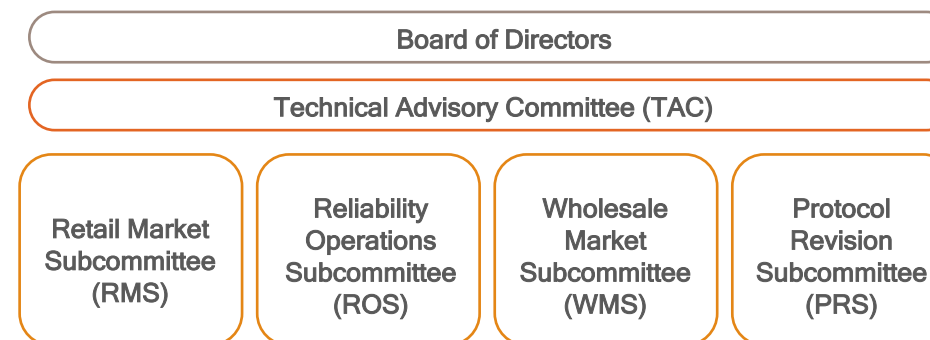 Board of Directors
Technical Advisory Committee (TAC)
Retail Market
Subcommittee
(RMS)
Reliability
Operations
Subcommittee
(ROS)
Wholesale
Market
Subcommittee
(WMS)
Protocol
Revision
Subcommittee
(PRS)